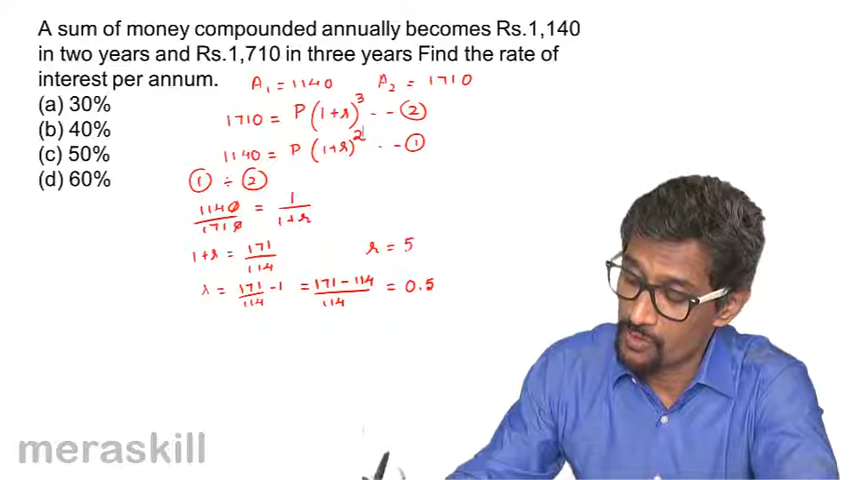 A sum of money compounded annually becomes Rs.1,140
in two years and Rs.1,710 in three years Find the rate of
interest per annum.
A₁ = 1140 A₂ = 1710
(a) 30%
(b) 40%
(c) 50%
(d) 60%
1710 = P (1+r)³ - - ②
1140 = P (1+r)² - - ①
① ÷ ②
1140/1710 = 1/1+r
1+r = 171/114
r = 5
r = 171/114 - 1 = 171-114/114 = 0.5
meraskill